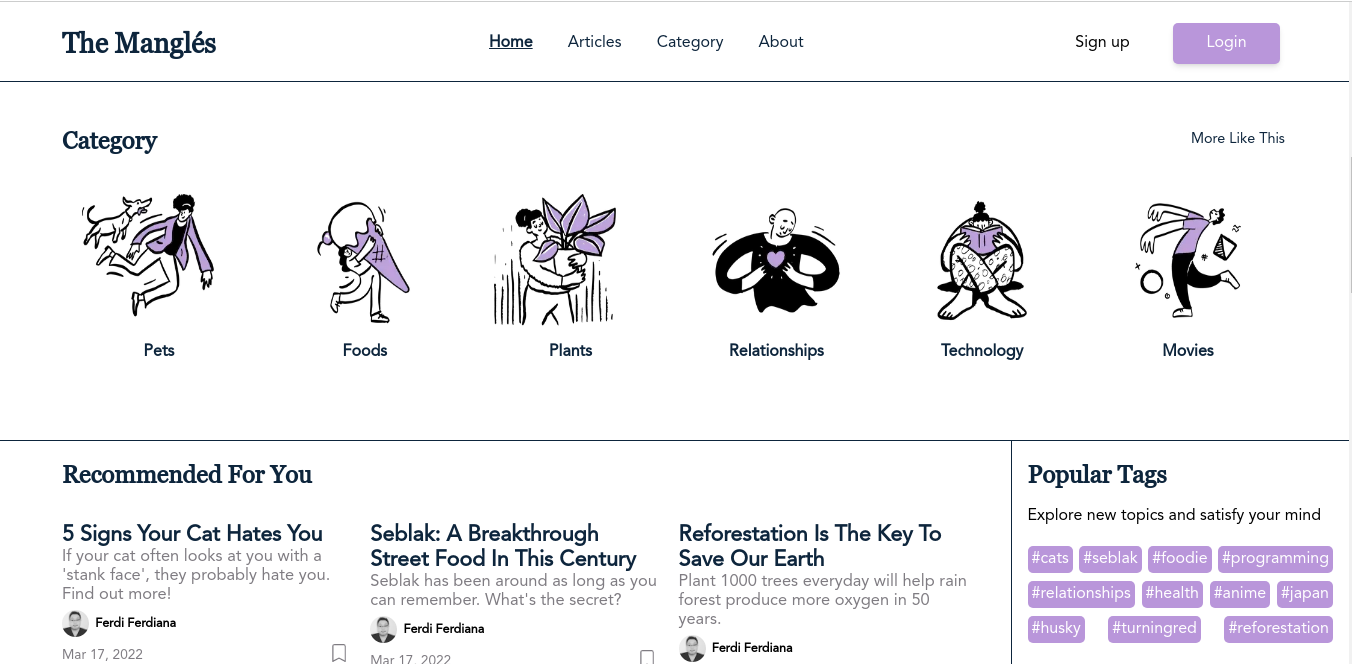 The Manglés
Home Articles Category About
Sign up Login
Category
More Like This
Pets Foods Plants Relationships Technology Movies
Recommended For You
5 Signs Your Cat Hates You
If your cat often looks at you with a
'stank face', they probably hate you.
Find out more!
Ferdi Ferdiana
Mar 17, 2022
Seblak: A Breakthrough
Street Food In This Century
Seblak has been around as long as you
can remember. What's the secret?
Ferdi Ferdiana
Mar 17, 2022
Reforestation Is The Key To
Save Our Earth
Plant 1000 trees everyday will help rain
forest produce more oxygen in 50
years.
Ferdi Ferdiana
Popular Tags
Explore new topics and satisfy your mind
#cats #seblak #foodie #programming
#relationships #health #anime #japan
#husky #turningred #reforestation